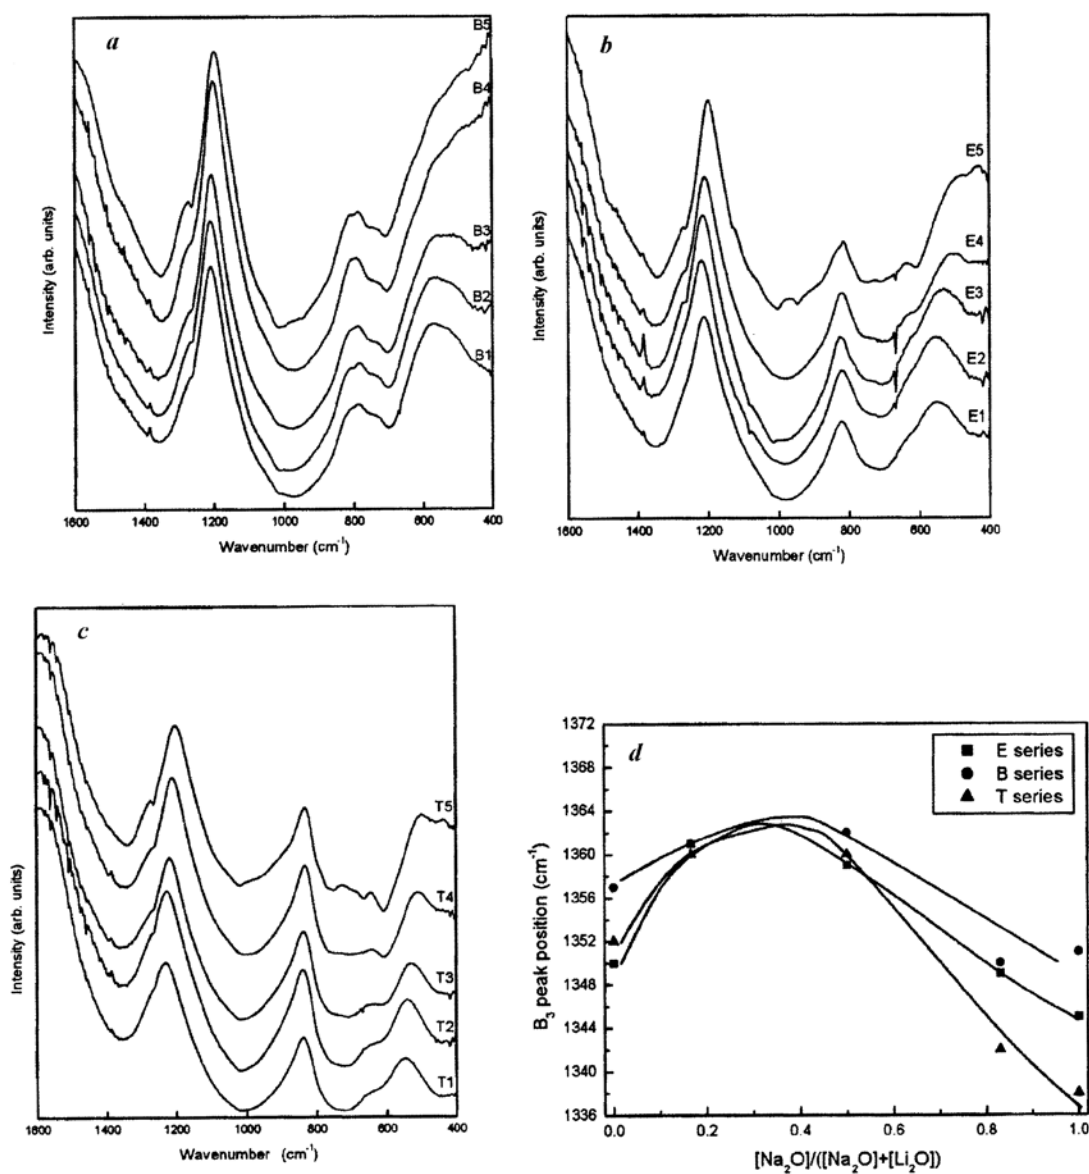 a
B5
B4
B3
B2
B1
Intensity (arb. units)
1600 1400 1200 1000 800 600 400
Wavenumber (cm⁻¹)
b
E5
E4
E3
E2
E1
Intensity (arb. units)
1600 1400 1200 1000 800 600 400
Wavenumber (cm⁻¹)
c
T5
T4
T3
T2
T1
Intensity (arb. units)
1600 1400 1200 1000 800 600 400
Wavenumber (cm⁻¹)
d
E series
B series
T series
1372
1368
1364
1360
1356
1352
1348
1344
1340
1336
B₃ peak position (cm⁻¹)
0.0 0.2 0.4 0.6 0.8 1.0
[Na₂O]/([Na₂O]+[Li₂O])